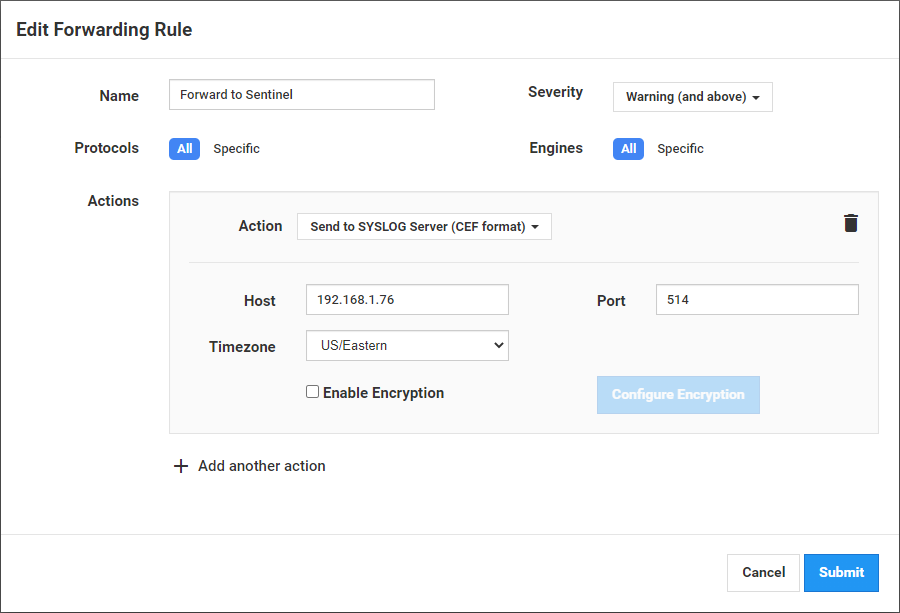 Edit Forwarding Rule
Name Forward to Sentinel Severity Warning (and above)
Protocols All Specific Engines All Specific
Actions
Action Send to SYSLOG Server (CEF format)
Host 192.168.1.76 Port 514
Timezone US/Eastern
Enable Encryption Configure Encryption
Add another action
Cancel Submit